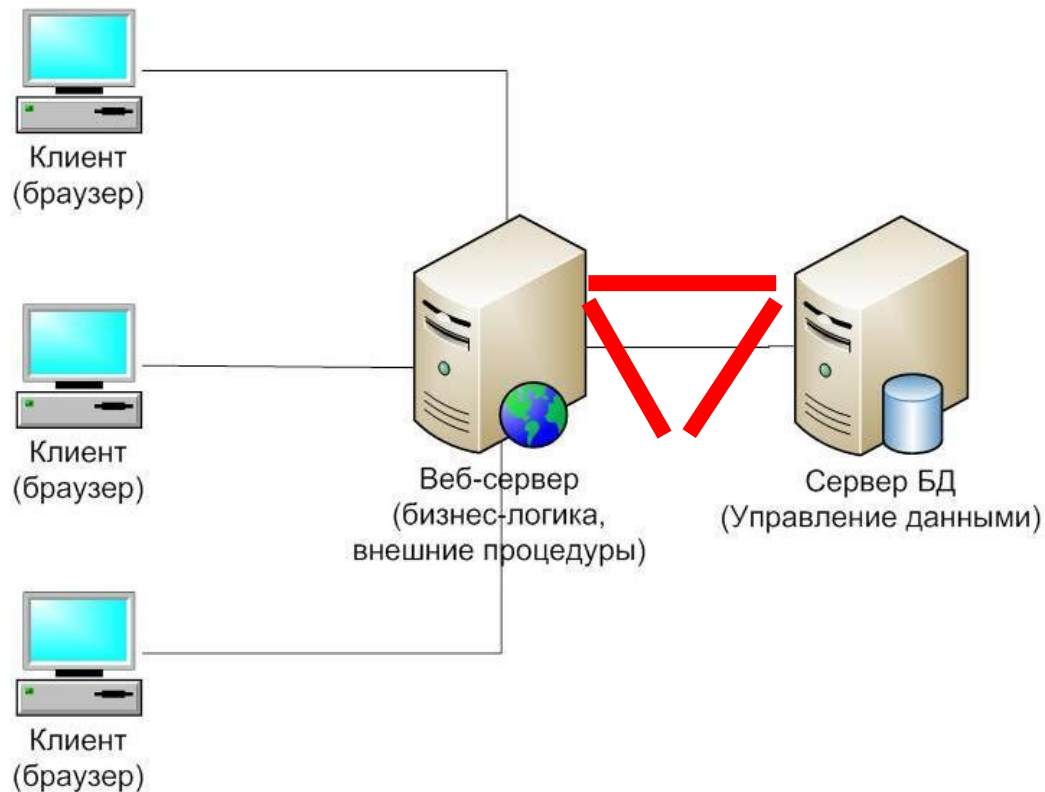 Клиент
(браузер)
Клиент
(браузер)
Веб-сервер
(бизнес-логика,
внешние процедуры)
Сервер БД
(Управление данными)
Клиент
(браузер)